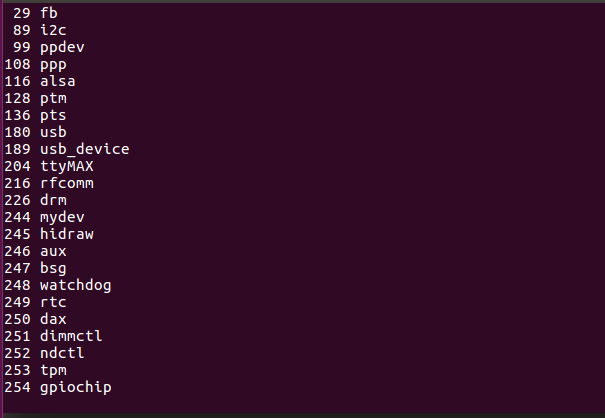 29 fb
89 i2c
99 ppdev
108 ppp
116 alsa
128 ptm
136 pts
180 usb
189 usb_device
204 ttyMAX
216 rfcomm
226 drm
244 mydev
245 hidraw
246 aux
247 bsg
248 watchdog
249 rtc
250 dax
251 dimmctl
252 ndctl
253 tpm
254 gpiochip